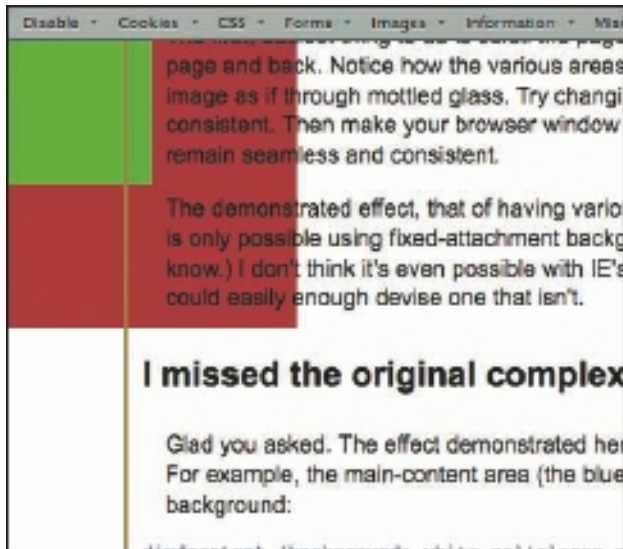 Disable Cookies CSS Forms Images Information
page and back. Notice how the various areas
image as if through mottled glass. Try changi
consistent. Then make your browser window
remain seamless and consistent.
The demonstrated effect, that of having vario
is only possible using fixed-attachment backg
know.) I don't think it's even possible with IE's
could easily enough devise one that isn't.
I missed the original complex
Glad you asked. The effect demonstrated her
For example, the main-content area (the blue
background: